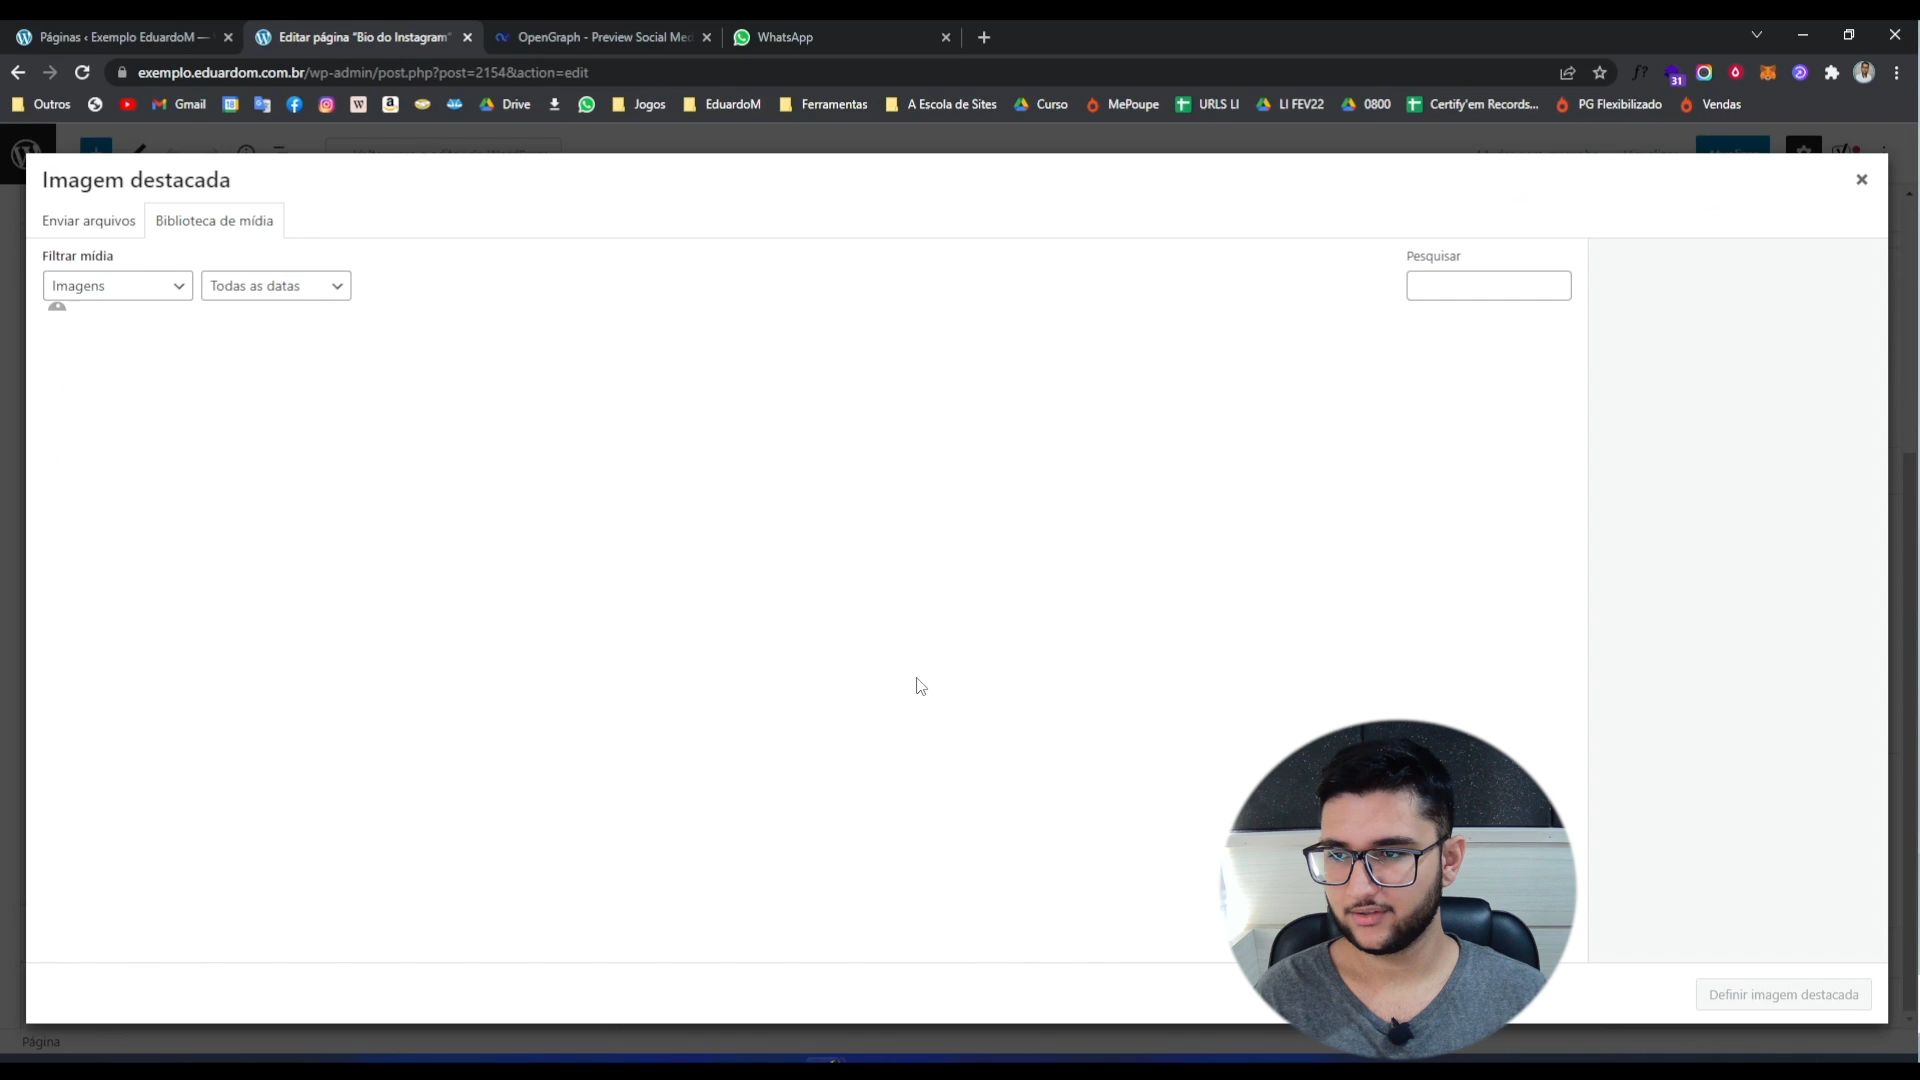 Páginas ‹ Exemplo EduardoM —
Editar página "Bio do Instagram"
OpenGraph - Preview Social Med
WhatsApp
exemplo.eduardom.com.br/wp-admin/post.php?post=2154&action=edit
f?
31
Outros
Gmail
18
W
a
Drive
Jogos
EduardoM
Ferramentas
A Escola de Sites
Curso
MePoupe
URLS LI
LI FEV22
0800
Certify'em Records...
PG Flexibilizado
Vendas
Imagem destacada
Enviar arquivos
Biblioteca de mídia
Filtrar mídia
Pesquisar
Imagens
Todas as datas
Definir imagem destacada
Página